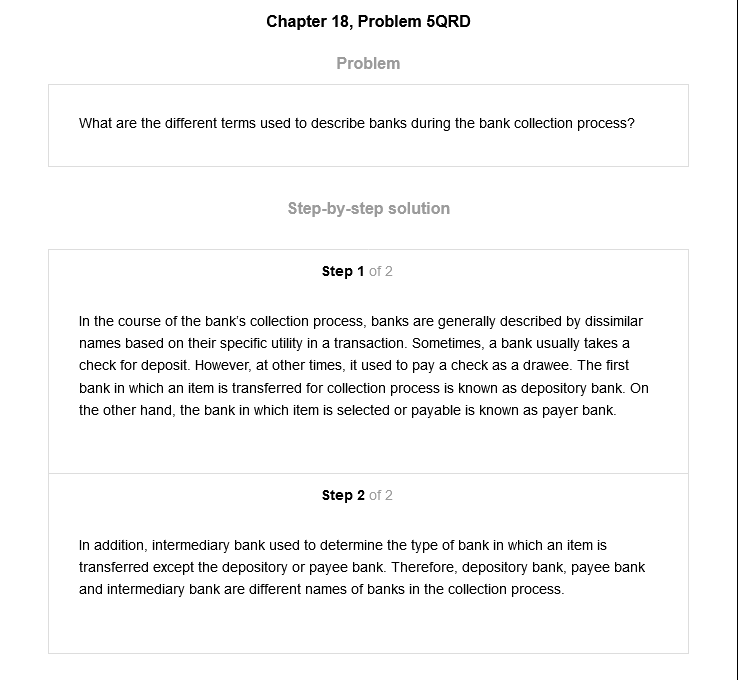 Chapter 18, Problem 5QRD
Problem
What are the different terms used to describe banks during the bank collection process?
Step-by-step solution
Step 1 of 2
In the course of the bank's collection process, banks are generally described by dissimilar
names based on their specific utility in a transaction. Sometimes, a bank usually takes a
check for deposit. However, at other times, it used to pay a check as a drawee. The first
bank in which an item is transferred for collection process is known as depository bank. On
the other hand, the bank in which item is selected or payable is known as payer bank.
Step 2 of 2
In addition, intermediary bank used to determine the type of bank in which an item is
transferred except the depository or payee bank. Therefore, depository bank, payee bank
and intermediary bank are different names of banks in the collection process.